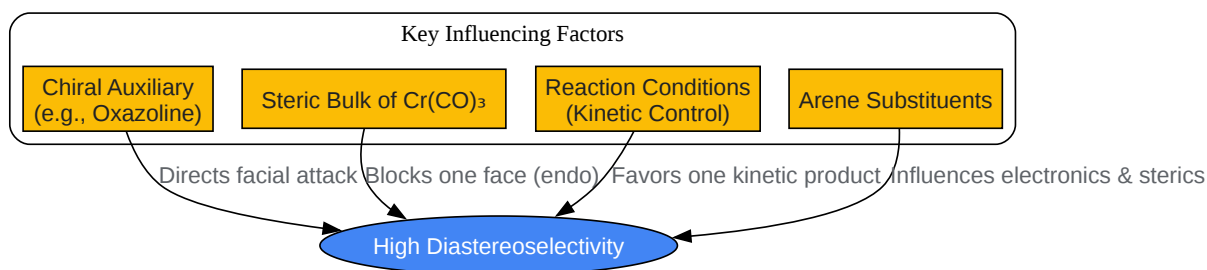 Key Influencing Factors
Chiral Auxiliary
(e.g., Oxazoline)
Steric Bulk of Cr(CO)₃
Reaction Conditions
(Kinetic Control)
Arene Substituents
Directs facial attack
Blocks one face (endo)
Favors one kinetic product
Influences electronics & sterics
High Diastereoselectivity